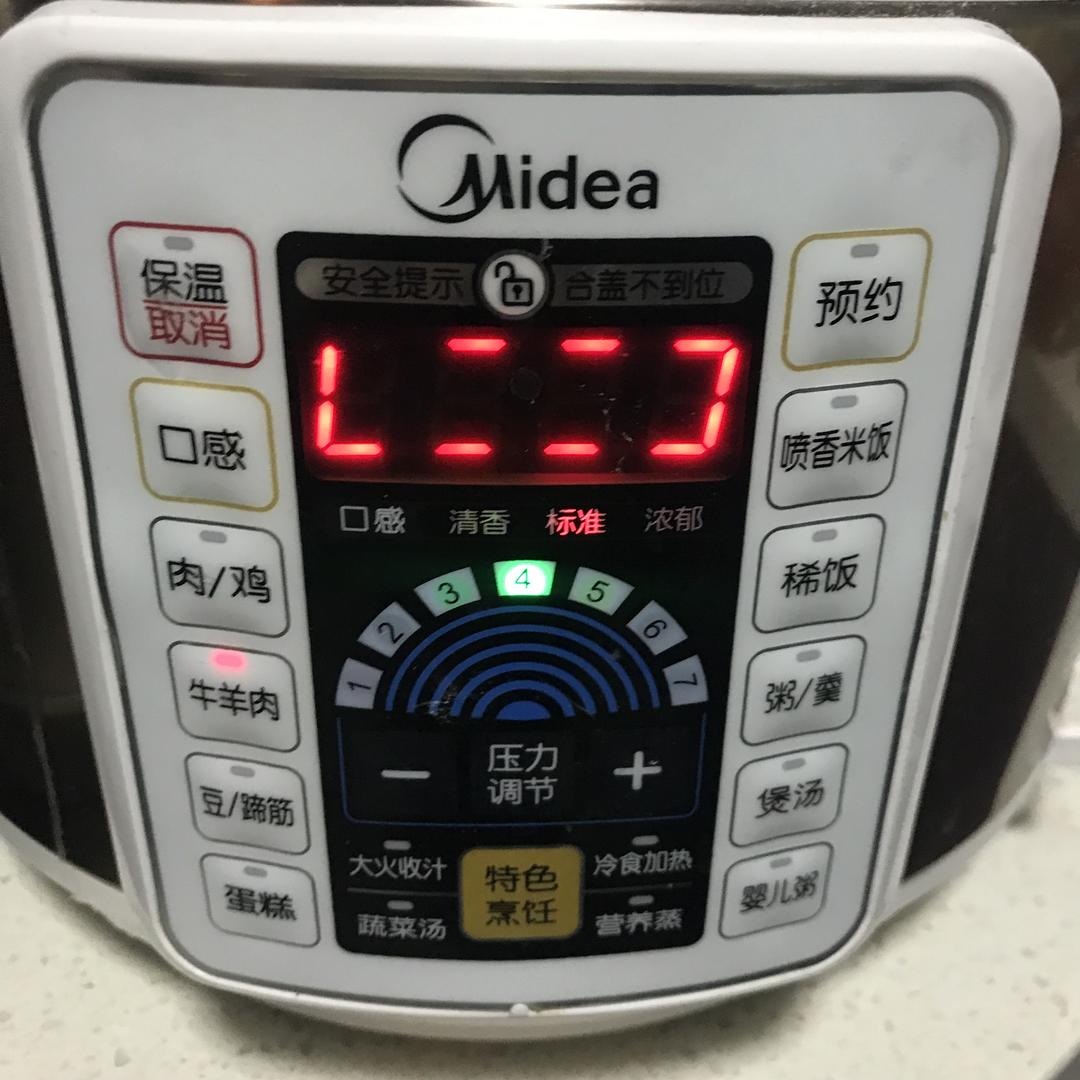 Midea
安全提示 合盖不到位
保温
取消
预约
口感
喷香米饭
口感 清香 标准 浓郁
肉/鸡
稀饭
1 2 3 4 5 6 7
牛羊肉
粥/羹
压力
调节
− +
豆/蹄筋
煲汤
大火收汁 冷食加热
特色
烹饪
蔬菜汤 营养蒸
蛋糕
婴儿粥